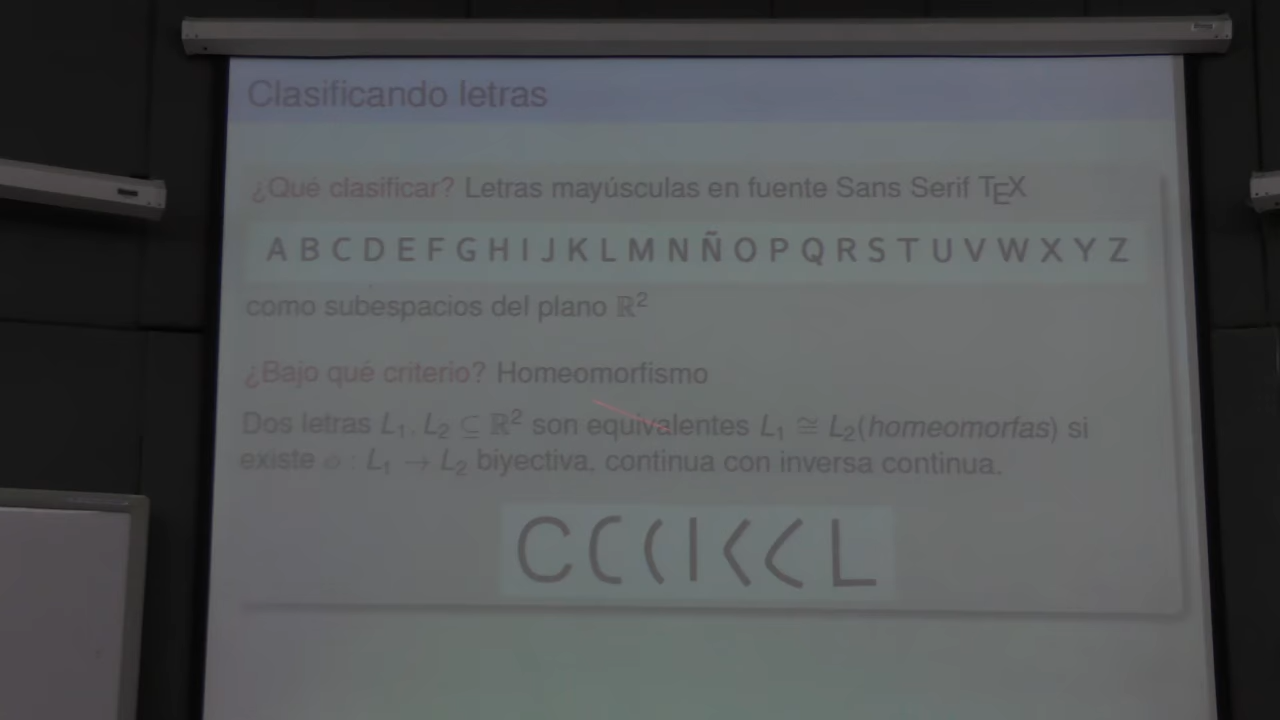 Clasificando letras
¿Qué clasificar? Letras mayúsculas en fuente Sans Serif TEX
A B C D E F G H I J K L M N Ñ O P Q R S T U V W X Y Z
como subespacios del plano ℝ²
¿Bajo qué criterio? Homeomorfismo
Dos letras L₁, L₂ ⊆ ℝ² son equivalentes L₁ ≅ L₂(homeomorfas) si
existe ϕ : L₁ → L₂ biyectiva, continua con inversa continua.
C ( ( I < < L